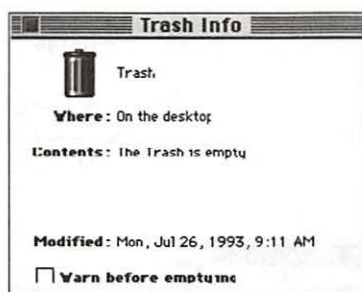 Trash Info
Trash
Where: On the desktop
Contents: The Trash is empty
Modified: Mon, Jul 26, 1993, 9:11 AM
Warn before emptying